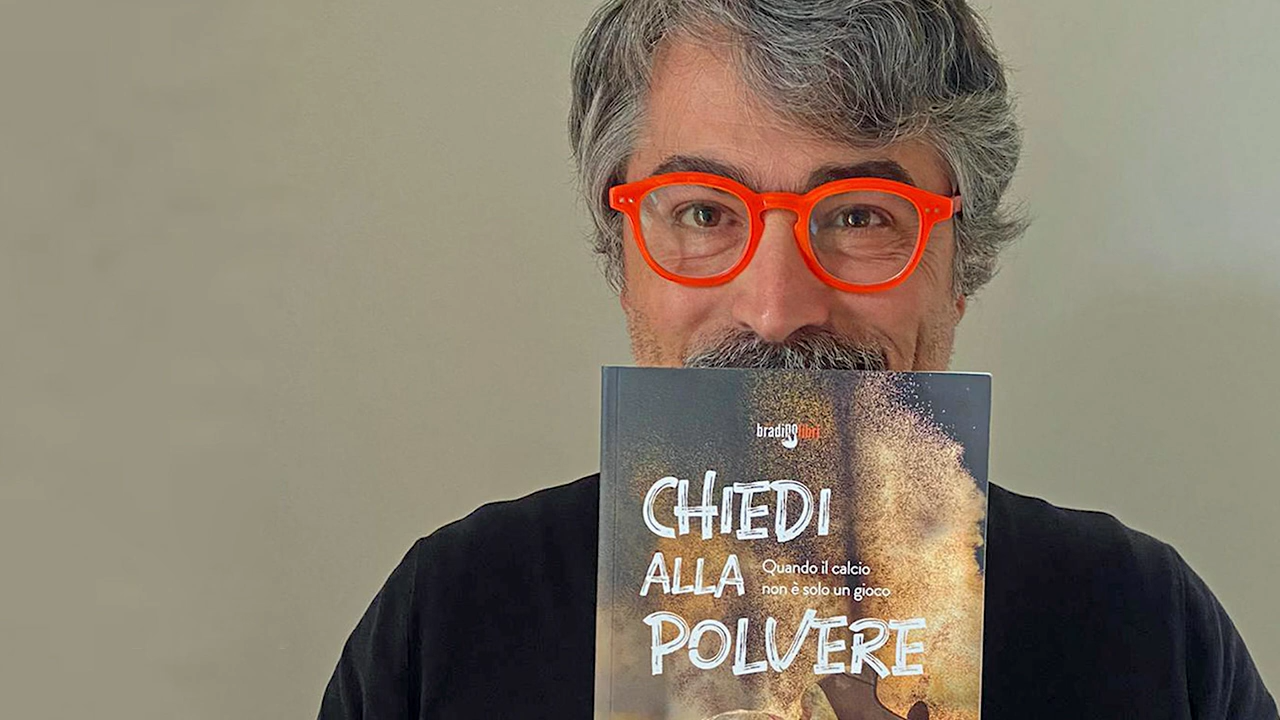 bradipolibri
CHIEDI
ALLA
Quando il calcio
non è solo un gioco
POLVERE